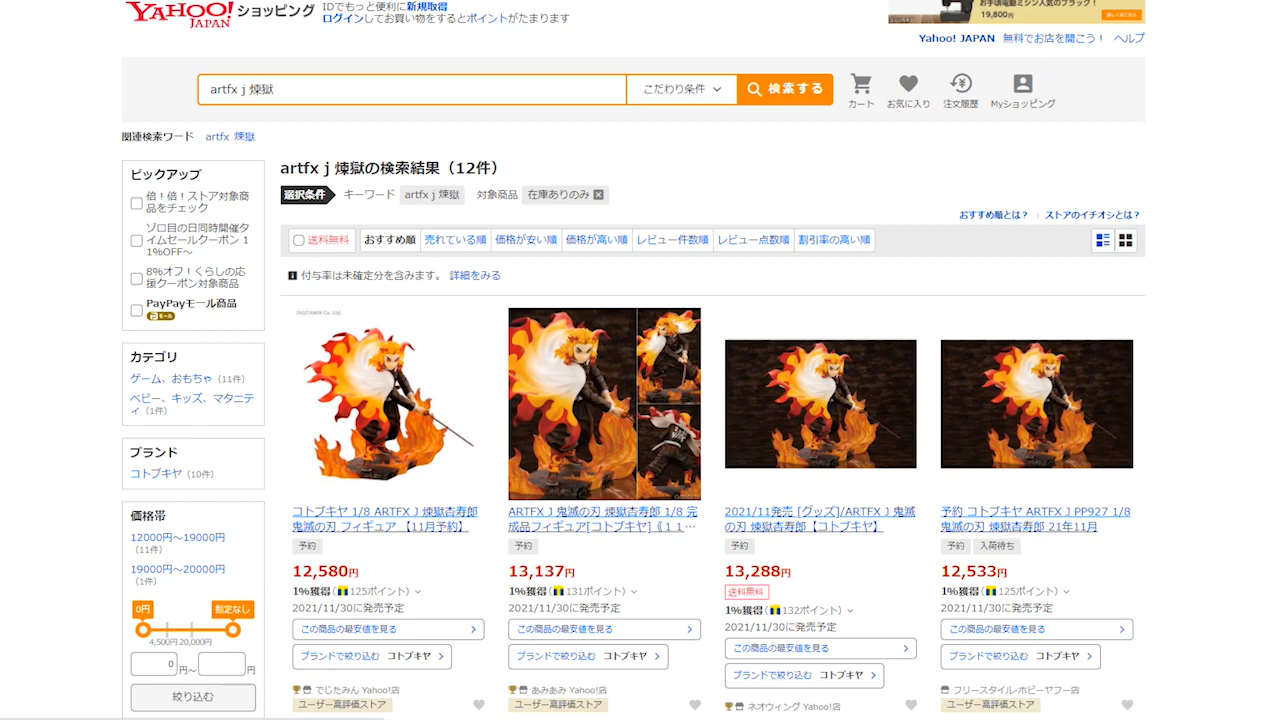 YAHOO! JAPAN ショッピング
IDでもっと便利に新規取得
ログインしてお買い物をするとポイントがたまります
お手頃電動ミシン人気のブラック！
19,800円
Yahoo! JAPAN 無料でお店を開こう！ ヘルプ
artfx j 煉獄 こだわり条件 検索する
カート お気に入り 注文履歴 Myショッピング
関連検索ワード artfx 煉獄
ピックアップ
倍！倍！ストア対象商
品をチェック
ゾロ目の日同時開催タ
イムセールクーポン 1
1%OFF～
8%オフ！くらしの応
援クーポン対象商品
PayPayモール商品
モール
カテゴリ
ゲーム、おもちゃ（11件）
ベビー、キッズ、マタニテ
ィ（1件）
ブランド
コトブキヤ（10件）
価格帯
12000円～19000円
（11件）
19000円～20000円
（1件）
0円 指定なし
4,500円 20,000円
0 円～ 円
絞り込む
artfx j 煉獄の検索結果（12件）
選択条件 キーワード artfx j 煉獄 対象商品 在庫ありのみ
おすすめ順とは？ ストアのイチオシとは？
送料無料 おすすめ順 売れている順 価格が安い順 価格が高い順 レビュー件数順 レビュー点数順 割引率の高い順
付与率は未確定分を含みます。 詳細をみる
DIGITAMIN Co. Ltd.
コトブキヤ 1/8 ARTFX J 煉獄杏寿郎
鬼滅の刃 フィギュア 【11月予約】
予約
12,580円
1%獲得（125ポイント）
2021/11/30に発売予定
この商品の最安値を見る
ブランドで絞り込む コトブキヤ
でじたみん Yahoo!店
ユーザー高評価ストア
ARTFX J 鬼滅の刃 煉獄杏寿郎 1/8 完
成品フィギュア[コトブキヤ]《１１…
予約
13,137円
1%獲得（131ポイント）
2021/11/30に発売予定
この商品の最安値を見る
ブランドで絞り込む コトブキヤ
あみあみ Yahoo!店
ユーザー高評価ストア
2021/11発売 [グッズ]/ARTFX J 鬼滅
の刃 煉獄杏寿郎【コトブキヤ】
予約
13,288円
送料無料
1%獲得（132ポイント）
2021/11/30に発売予定
この商品の最安値を見る
ブランドで絞り込む コトブキヤ
ネオウィング Yahoo!店
予約 コトブキヤ ARTFX J PP927 1/8
鬼滅の刃 煉獄杏寿郎 21年11月
予約 入荷待ち
12,533円
1%獲得（125ポイント）
2021/11/30に発売予定
この商品の最安値を見る
ブランドで絞り込む コトブキヤ
フリースタイル-ホビーヤフー店
ユーザー高評価ストア